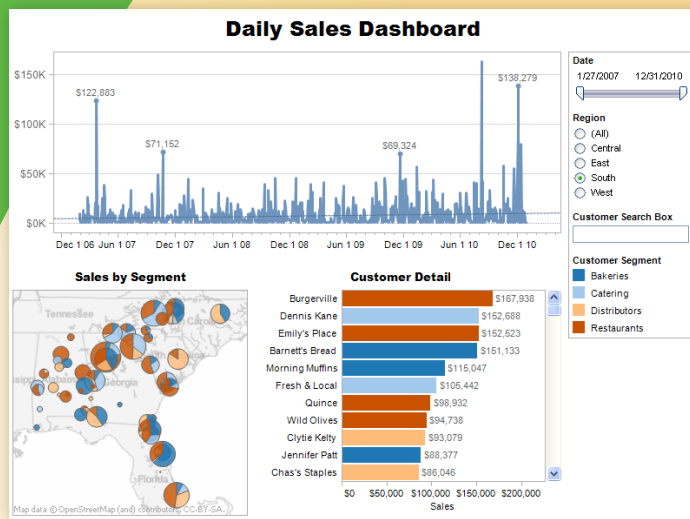 Daily Sales Dashboard
$150K
$100K
$50K
$0K
$122,883
$71,152
$69,324
$138,279
Dec 1 06 Jun 1 07 Dec 1 07 Jun 1 08 Dec 1 08 Jun 1 09 Dec 1 09 Jun 1 10 Dec 1 10
Date
1/27/2007 12/31/2010
Region
(All)
Central
East
South
West
Customer Search Box
Customer Segment
Bakeries
Catering
Distributors
Restaurants
Sales by Segment
Tennessee
Georgia
Florida
Map data © OpenStreetMap (and) contributors, CC-BY-SA.
Customer Detail
Burgerville $167,938
Dennis Kane $152,688
Emily's Place $152,523
Barnett's Bread $151,133
Morning Muffins $115,047
Fresh & Local $105,442
Quince $98,932
Wild Olives $94,738
Clytie Kelty $93,079
Jennifer Patt $88,377
Chas's Staples $86,046
$0 $50,000 $100,000 $150,000 $200,000
Sales